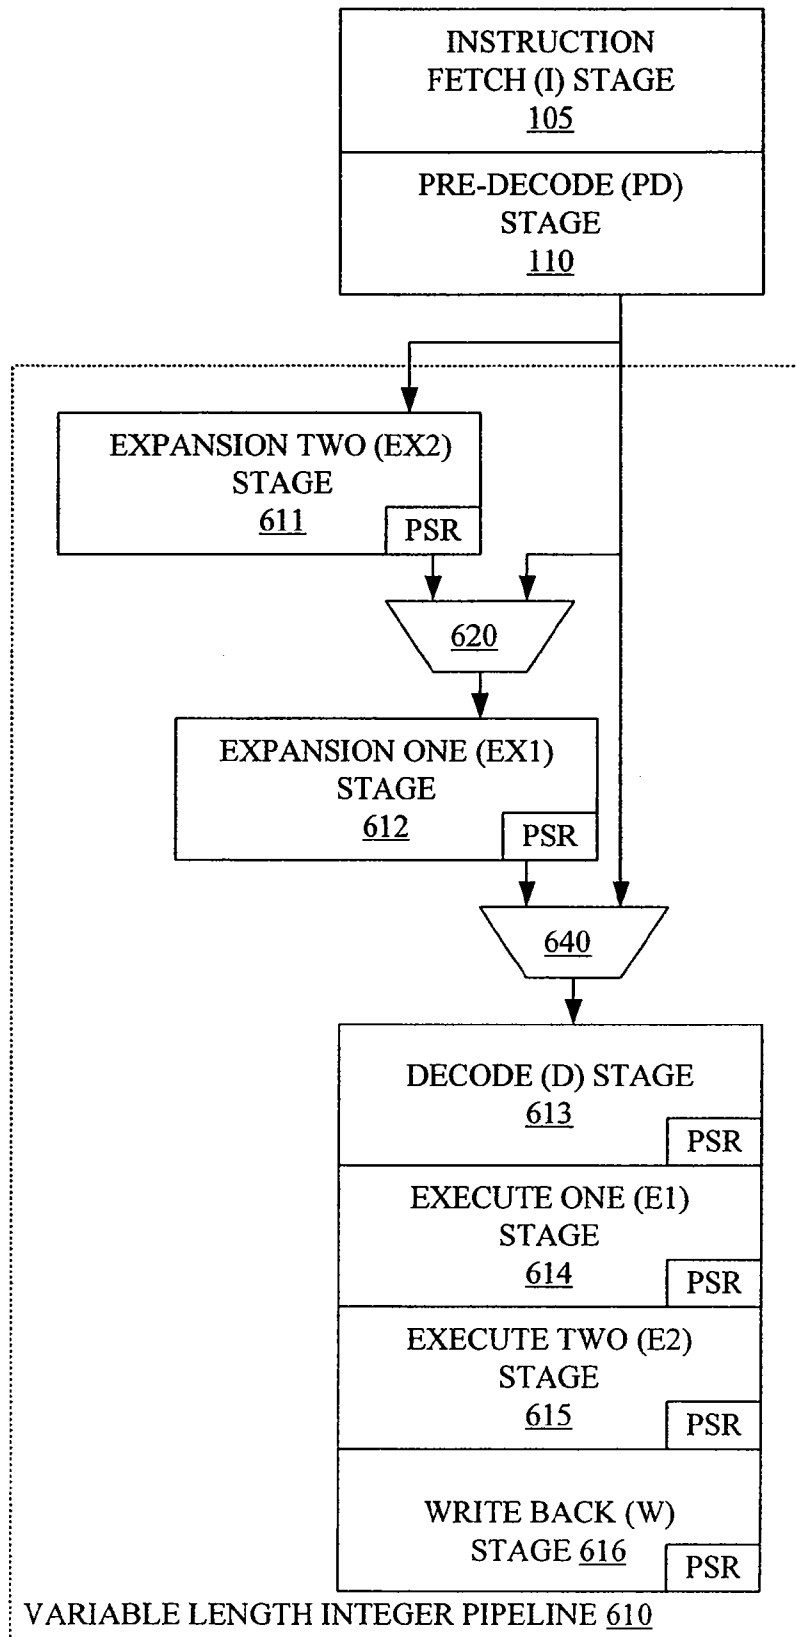 INSTRUCTION
FETCH (I) STAGE
105
PRE-DECODE (PD)
STAGE
110
EXPANSION TWO (EX2)
STAGE
611
PSR
620
EXPANSION ONE (EX1)
STAGE
612
PSR
640
DECODE (D) STAGE
613
PSR
EXECUTE ONE (E1)
STAGE
614
PSR
EXECUTE TWO (E2)
STAGE
615
PSR
WRITE BACK (W)
STAGE 616
PSR
VARIABLE LENGTH INTEGER PIPELINE 610